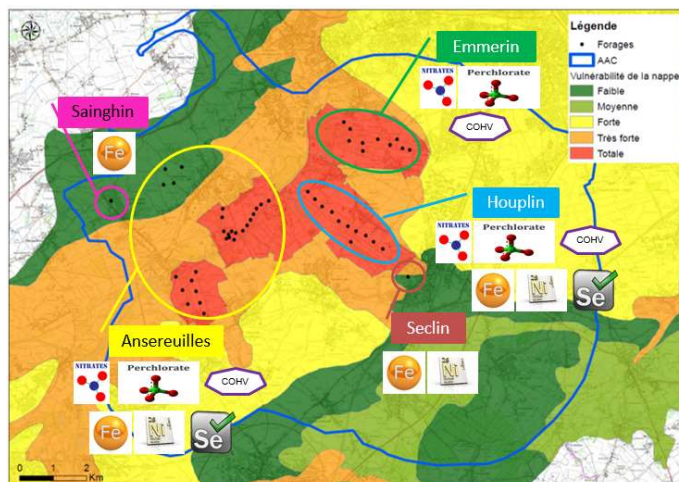 Légende
Forages
AAC
Vulnérabilité de la nappe
Faible
Moyenne
Forte
Très forte
Totale
Emmerin
NITRATES
Perchlorate
COHV
Sainghin
Fe
Houplin
NITRATES
Perchlorate
COHV
Fe
Ni
Se
Seclin
Fe
Ni
Ansereuilles
NITRATES
Perchlorate
COHV
Fe
Ni
Se
0 1 2
Km